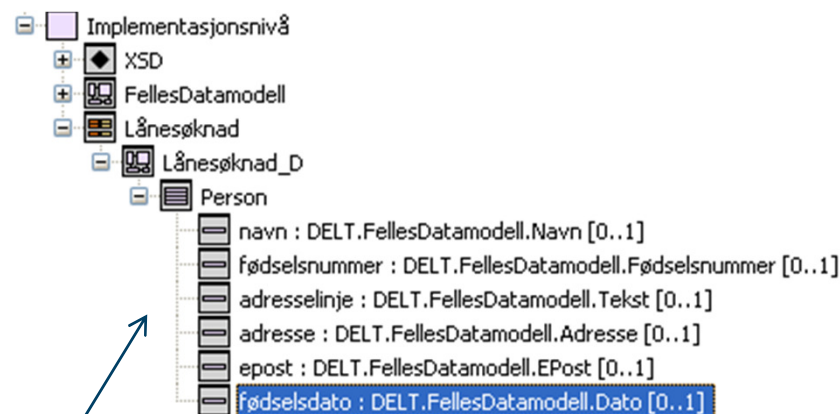 Implementasjonsnivå
XSD
FellesDatamodell
Lånesøknad
Lånesøknad_D
Person
navn : DELT.FellesDatamodell.Navn [0..1]
fødselsnummer : DELT.FellesDatamodell.Fødselsnummer [0..1]
adresselinje : DELT.FellesDatamodell.Tekst [0..1]
adresse : DELT.FellesDatamodell.Adresse [0..1]
epost : DELT.FellesDatamodell.EPost [0..1]
fødselsdato : DELT.FellesDatamodell.Dato [0..1]